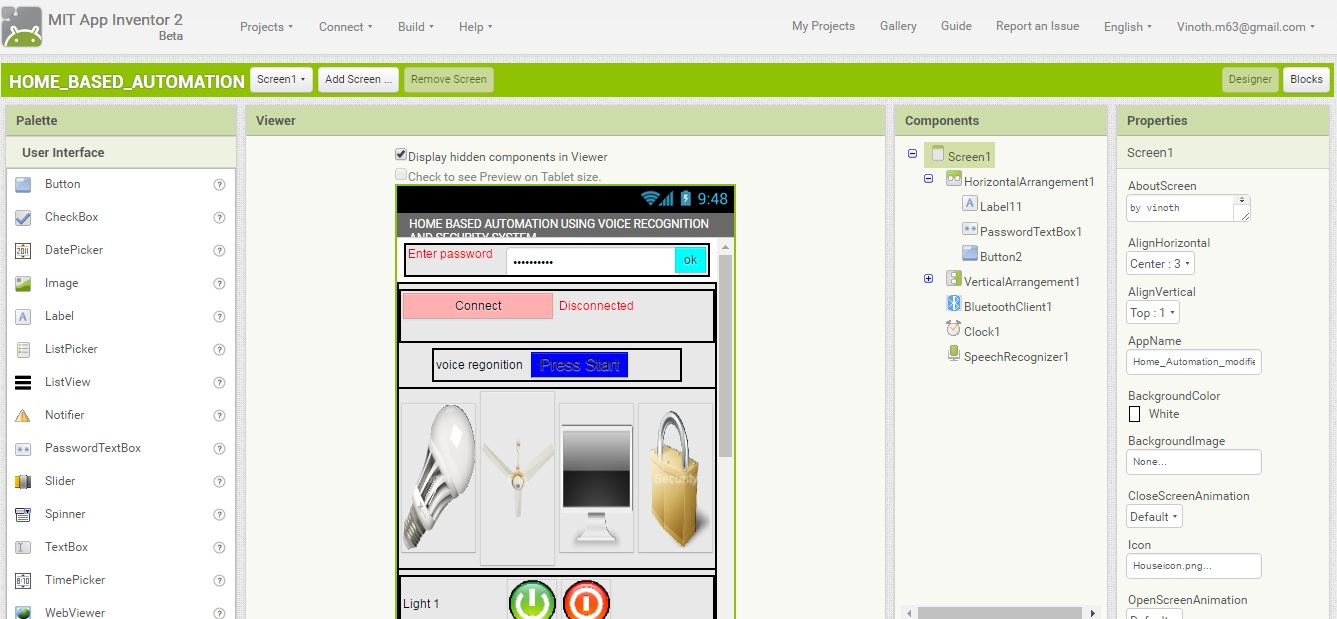 MIT App Inventor 2
Beta
Projects Connect Build Help
My Projects Gallery Guide Report an Issue English Vinoth.m63@gmail.com
HOME_BASED_AUTOMATION Screen1 Add Screen ... Remove Screen Designer Blocks
Palette
User Interface
Button ?
CheckBox ?
DatePicker ?
Image ?
Label ?
ListPicker ?
ListView ?
Notifier ?
PasswordTextBox ?
Slider ?
Spinner ?
TextBox ?
TimePicker ?
WebViewer ?
Viewer
Display hidden components in Viewer
Check to see Preview on Tablet size.
9:48
HOME BASED AUTOMATION USING VOICE RECOGNITION
AND SECURITY SYSTEM
Enter password ok
Connect Disconnected
voice regonition Press Start
Security
Light 1
Components
Screen1
HorizontalArrangement1
Label11
PasswordTextBox1
Button2
VerticalArrangement1
BluetoothClient1
Clock1
SpeechRecognizer1
Properties
Screen1
AboutScreen
by vinoth
AlignHorizontal
Center : 3
AlignVertical
Top : 1
AppName
Home_Automation_modifie
BackgroundColor
White
BackgroundImage
None...
CloseScreenAnimation
Default
Icon
Houseicon.png...
OpenScreenAnimation
Default